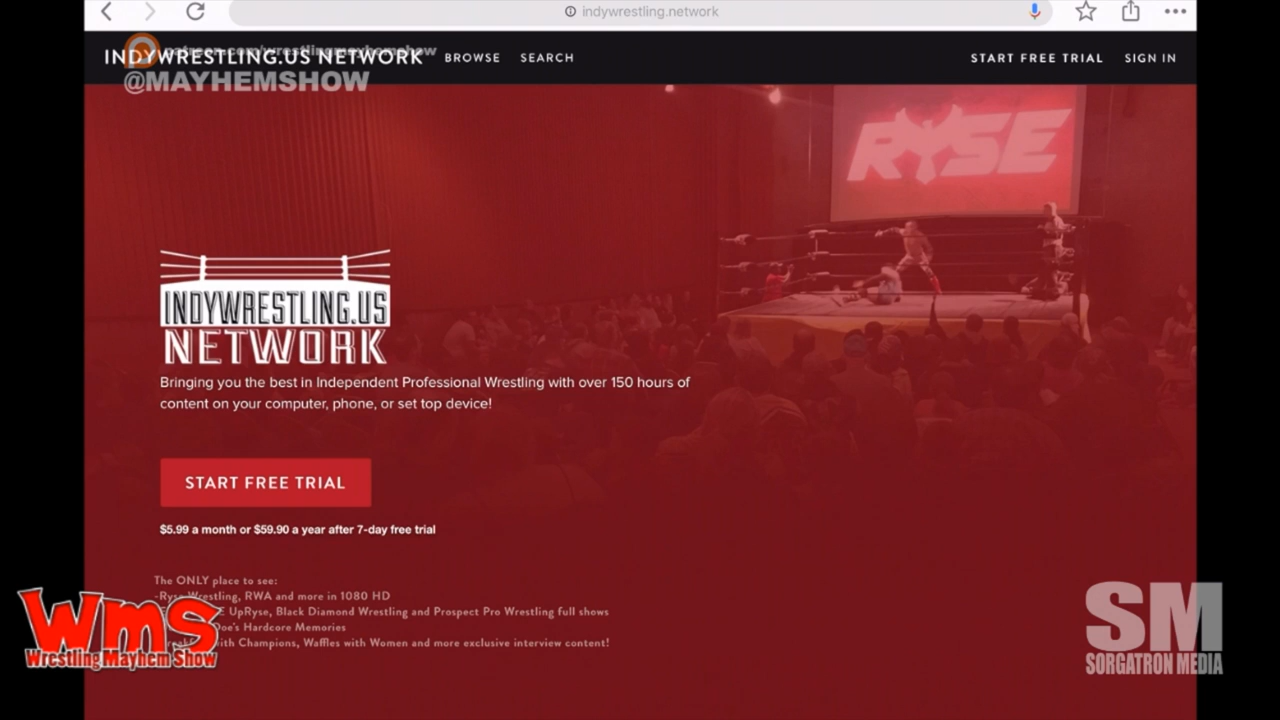 indywrestling.network
patreon.com/wrestlingmayhemshow
INDYWRESTLING.US NETWORK BROWSE SEARCH START FREE TRIAL SIGN IN
@MAYHEMSHOW
RYSE
INDYWRESTLING.US
NETWORK
Bringing you the best in Independent Professional Wrestling with over 150 hours of
content on your computer, phone, or set top device!
START FREE TRIAL
$5.99 a month or $59.90 a year after 7-day free trial
The ONLY place to see:
-Ryse Wrestling, RWA and more in 1080 HD
UpRyse, Black Diamond Wrestling and Prospect Pro Wrestling full shows
Doe's Hardcore Memories
with Champions, Waffles with Women and more exclusive interview content!
Wms
Wrestling Mayhem Show
SM
SORGATRON MEDIA